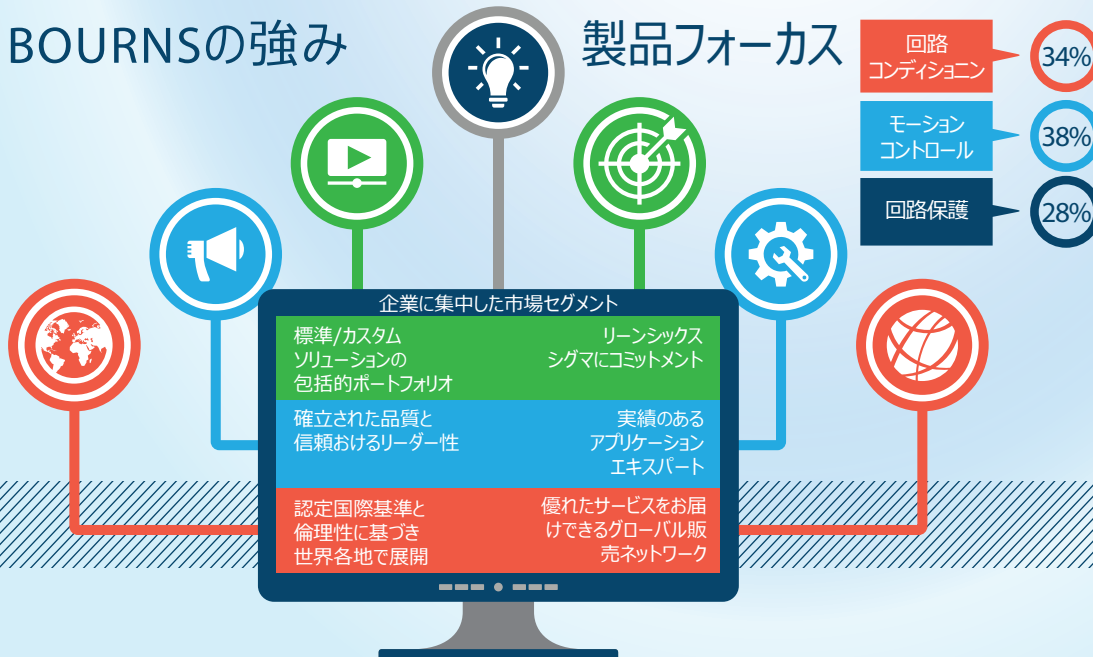 BOURNSの強み
製品フォーカス
回路
コンディショニン
34%
モーション
コントロール
38%
回路保護
28%
企業に集中した市場セグメント
標準/カスタム
ソリューションの
包括的ポートフォリオ
リーンシックス
シグマにコミットメント
確立された品質と
信頼おけるリーダー性
実績のある
アプリケーション
エキスパート
認定国際基準と
倫理性に基づき
世界各地で展開
優れたサービスをお届
けできるグローバル販
売ネットワーク